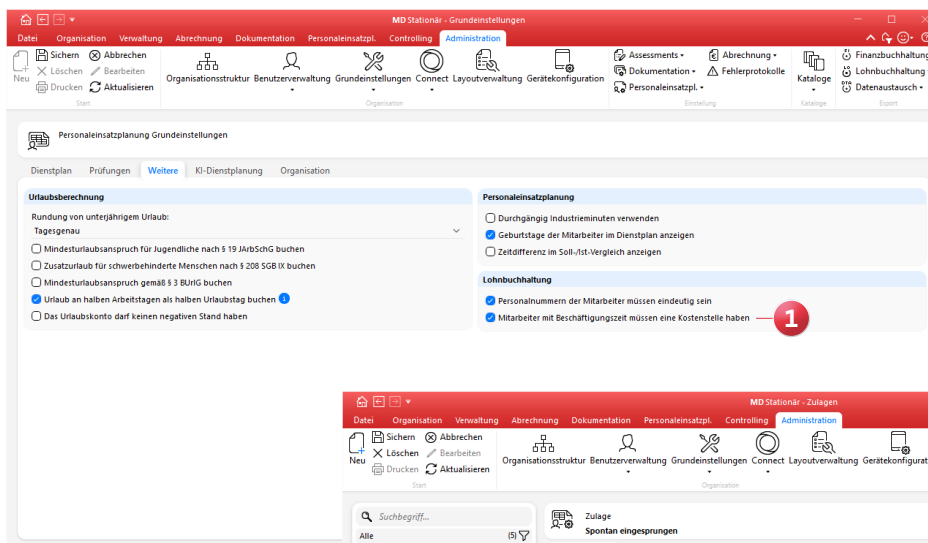 MD Stationär - Grundeinstellungen
Datei Organisation Verwaltung Abrechnung Dokumentation Personaleinsatzpl. Controlling Administration
Neu
Sichern Abbrechen
Löschen Bearbeiten
Drucken Aktualisieren
Start
Organisationsstruktur Benutzerverwaltung Grundeinstellungen Connect Layoutverwaltung Gerätekonfiguration
Organisation
Assessments Abrechnung
Dokumentation Fehlerprotokolle
Personaleinsatzpl.
Einstellung
Kataloge
Kataloge
Finanzbuchhaltung
Lohnbuchhaltung
Datenaustausch
Export
Personaleinsatzplanung Grundeinstellungen
Dienstplan Prüfungen Weitere KI-Dienstplanung Organisation
Urlaubsberechnung
Rundung von unterjährigem Urlaub:
Tagesgenau
Mindesturlaubsanspruch für Jugendliche nach § 19 JArbSchG buchen
Zusatzurlaub für schwerbehinderte Menschen nach § 208 SGB IX buchen
Mindesturlaubsanspruch gemäß § 3 BUrlG buchen
Urlaub an halben Arbeitstagen als halben Urlaubstag buchen i
Das Urlaubskonto darf keinen negativen Stand haben
Personaleinsatzplanung
Durchgängig Industrieminuten verwenden
Geburtstage der Mitarbeiter im Dienstplan anzeigen
Zeitdifferenz im Soll-/Ist-Vergleich anzeigen
Lohnbuchhaltung
Personalnummern der Mitarbeiter müssen eindeutig sein
Mitarbeiter mit Beschäftigungszeit müssen eine Kostenstelle haben 1
MD Stationär - Zulagen
Datei Organisation Verwaltung Abrechnung Dokumentation Personaleinsatzpl. Controlling Administration
Neu
Sichern Abbrechen
Löschen Bearbeiten
Drucken Aktualisieren
Start
Organisationsstruktur Benutzerverwaltung Grundeinstellungen Connect Layoutverwaltung Gerätekonfigurat
Organisation
Suchbegriff...
Alle (5)
Zulage
Spontan eingesprungen